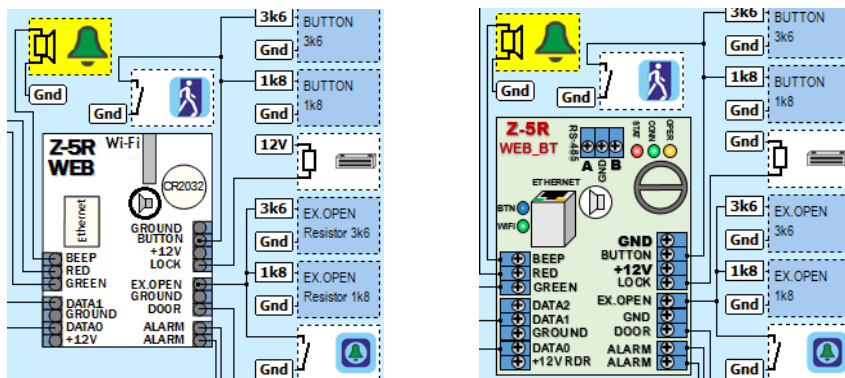 3k6
BUTTON
3k6
Gnd
Gnd
1k8
BUTTON
1k8
Gnd
Gnd
12V
Z-5R
WEB
Wi-Fi
CR2032
Ethernet
GROUND
BUTTON
+12V
LOCK
BEEP
RED
GREEN
EX.OPEN
GROUND
DOOR
DATA1
GROUND
DATA0
+12V
ALARM
ALARM
3k6
EX.OPEN
Resistor 3k6
Gnd
1k8
EX.OPEN
Resistor 1k8
Gnd
Gnd
3k6
BUTTON
3k6
Gnd
Gnd
1k8
BUTTON
1k8
Gnd
Gnd
Gnd
Z-5R
WEB_BT
RS-485
A
GND
B
STAT
CONN
OPER
ETHERNET
BTN
WIFI
GND
BUTTON
+12V
LOCK
BEEP
RED
GREEN
EX.OPEN
GND
DOOR
DATA2
DATA1
GROUND
DATA0
+12V RDR
ALARM
ALARM
3k6
EX.OPEN
3k6
Gnd
1k8
EX.OPEN
1k8
Gnd
Gnd